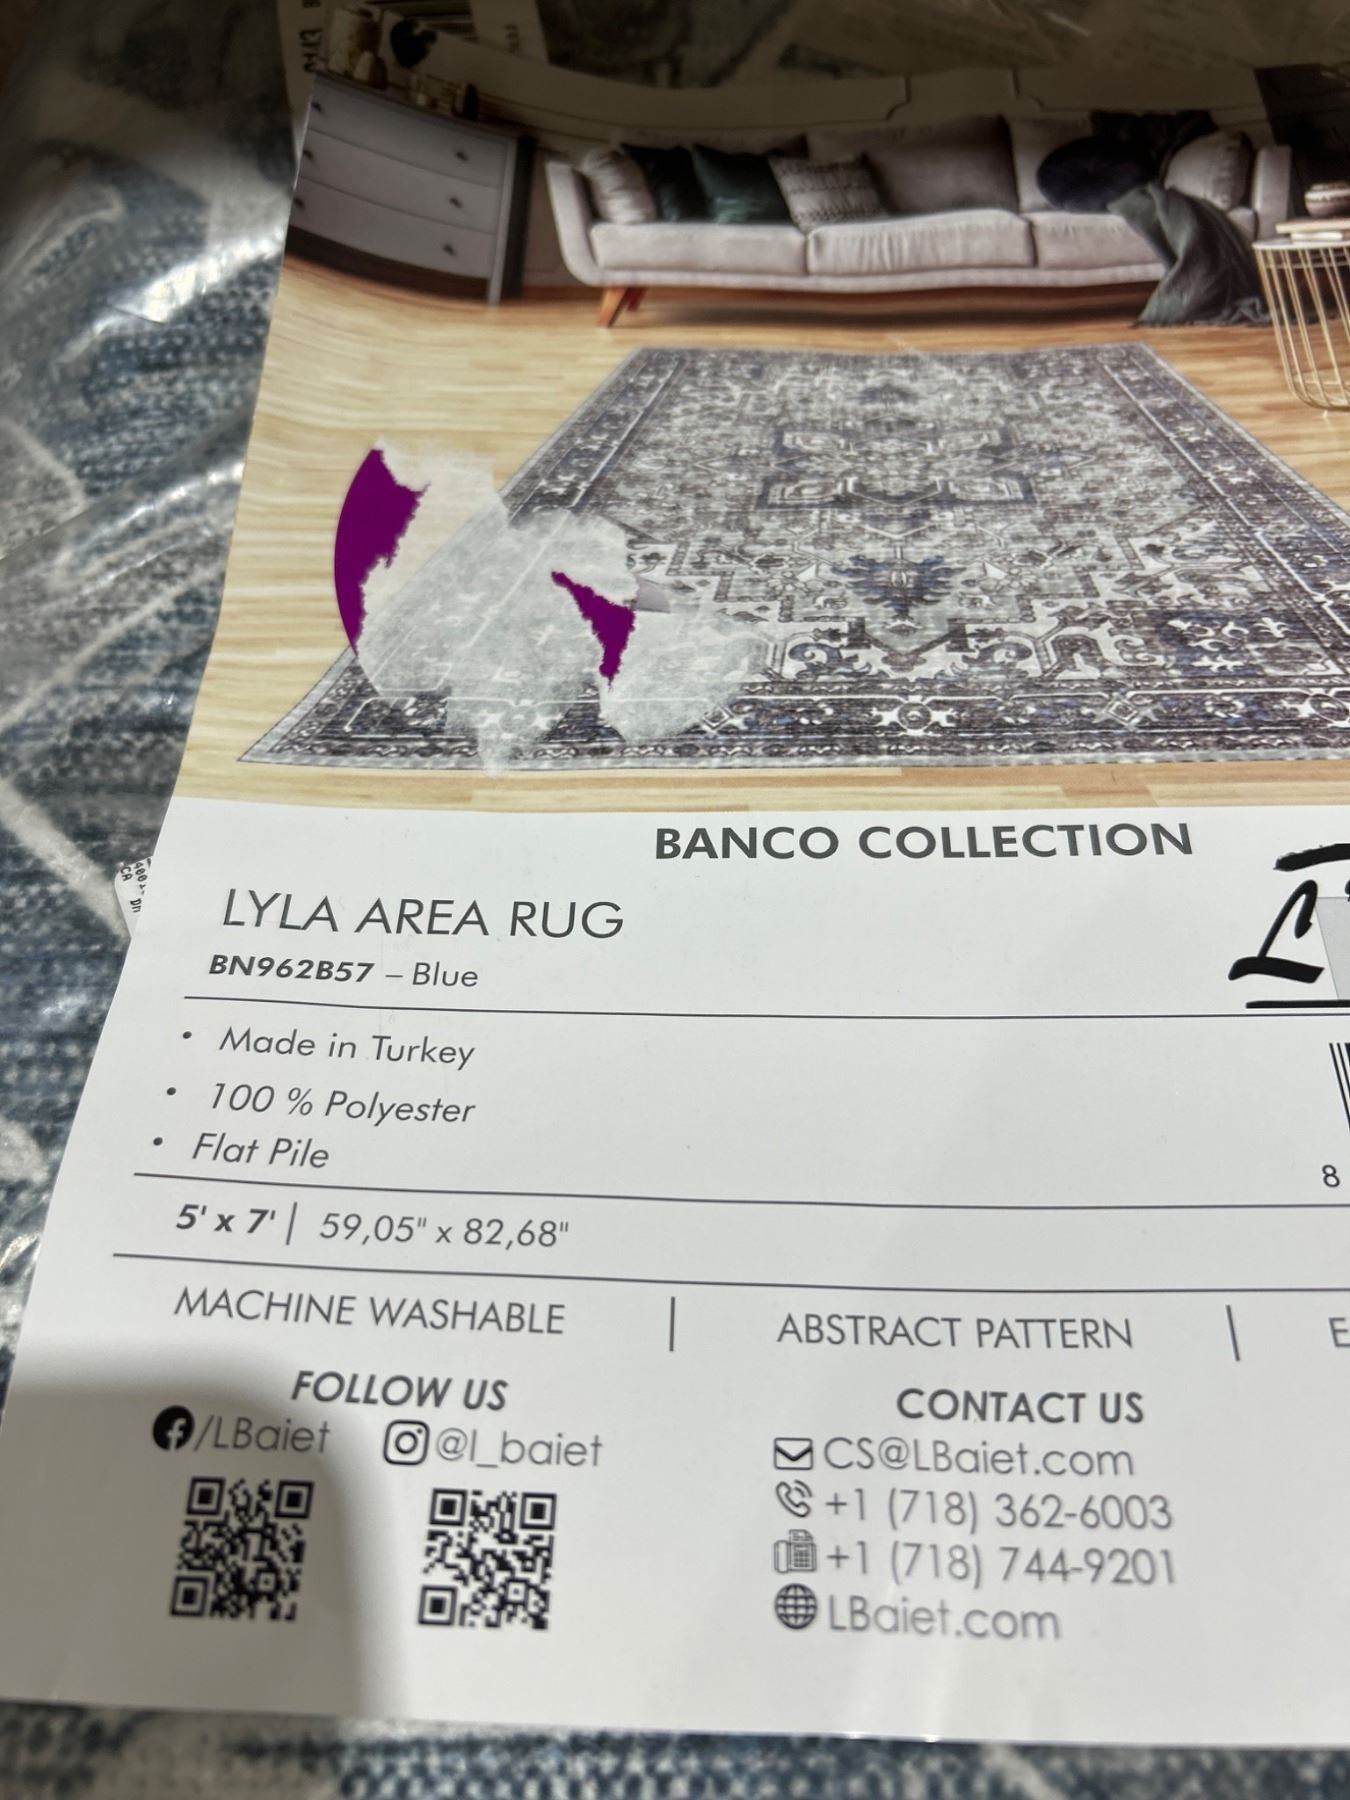 BANCO COLLECTION
LYLA AREA RUG
BN962B57 – Blue
• Made in Turkey
• 100 % Polyester
• Flat Pile
8
5' x 7' | 59,05" x 82,68"
MACHINE WASHABLE | ABSTRACT PATTERN |
FOLLOW US
/LBaiet @l_baiet
CONTACT US
CS@LBaiet.com
+1 (718) 362-6003
+1 (718) 744-9201
LBaiet.com